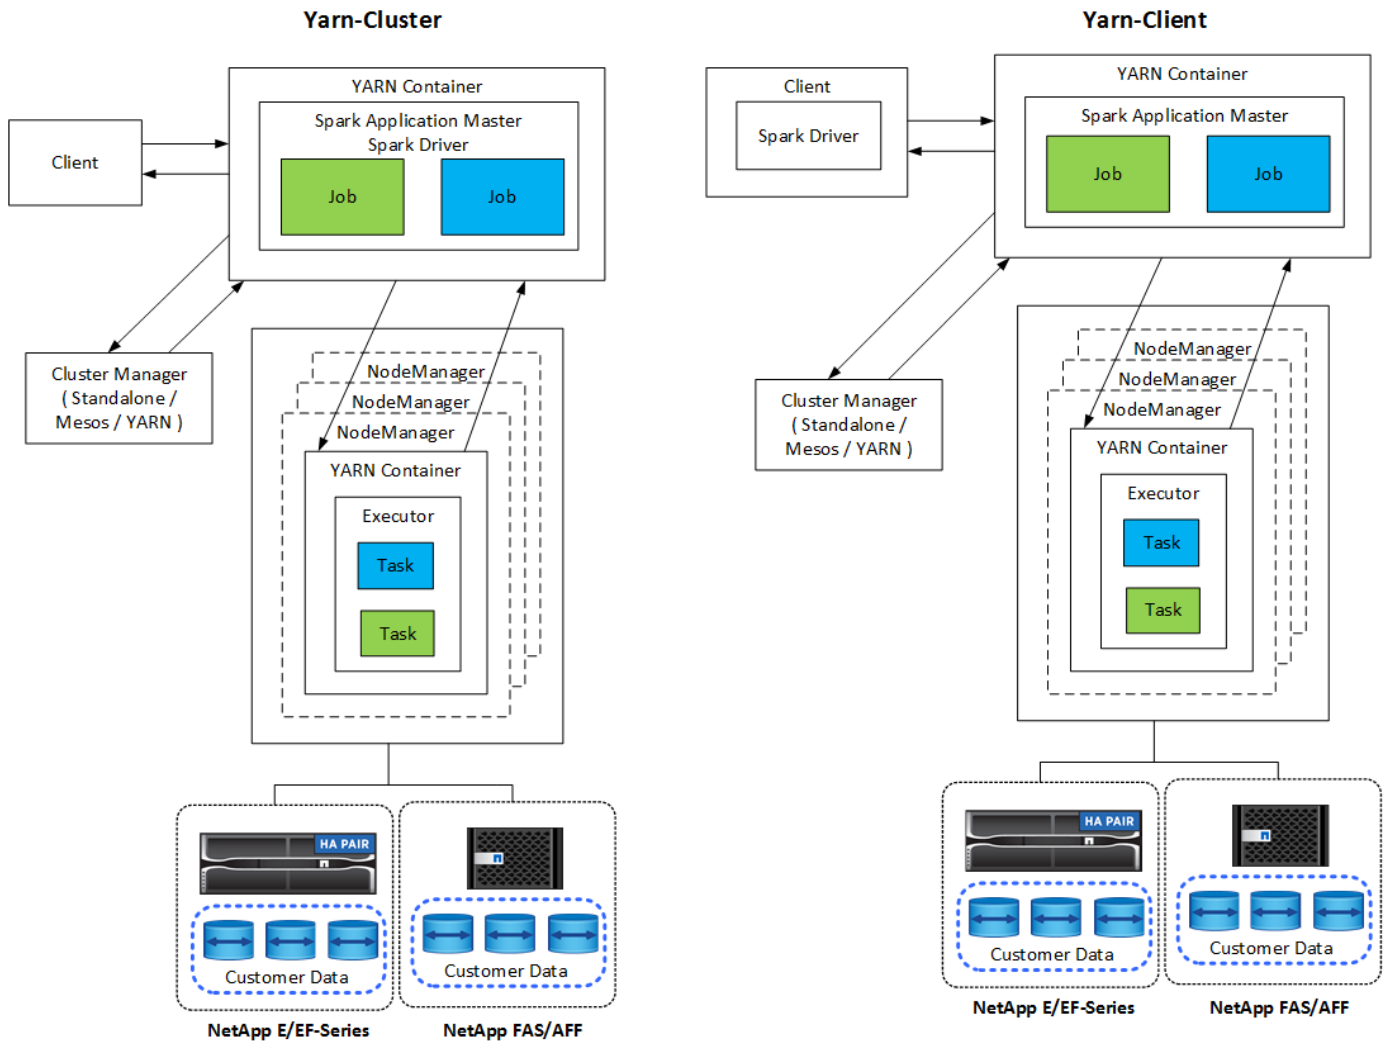 Yarn-Cluster
Client
YARN Container
Spark Application Master
Spark Driver
Job
Job
Cluster Manager
( Standalone /
Mesos / YARN )
NodeManager
NodeManager
NodeManager
YARN Container
Executor
Task
Task
HA PAIR
Customer Data
Customer Data
NetApp E/EF-Series
NetApp FAS/AFF
Yarn-Client
Client
Spark Driver
YARN Container
Spark Application Master
Job
Job
Cluster Manager
( Standalone /
Mesos / YARN )
NodeManager
NodeManager
NodeManager
YARN Container
Executor
Task
Task
HA PAIR
Customer Data
Customer Data
NetApp E/EF-Series
NetApp FAS/AFF